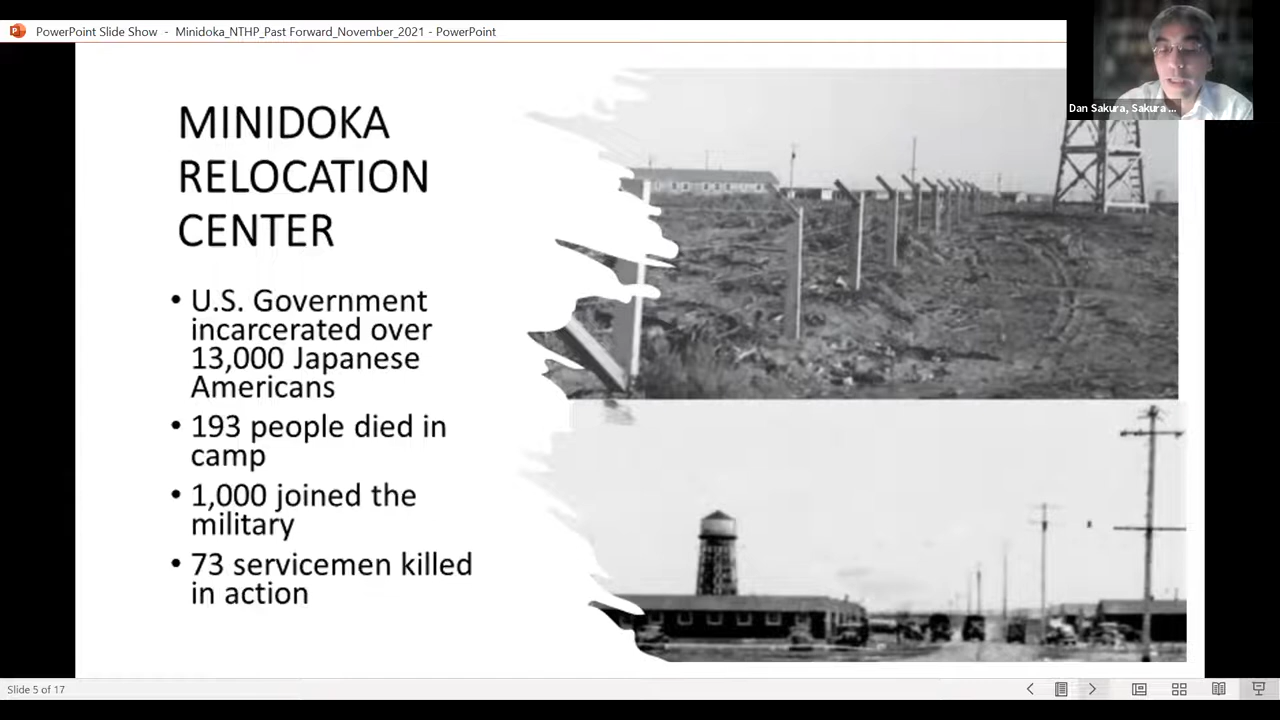 PowerPoint Slide Show - Minidoka_NTHP_Past Forward_November_2021 - PowerPoint
Dan Sakura, Sakura ...
MINIDOKA
RELOCATION
CENTER
• U.S. Government
incarcerated over
13,000 Japanese
Americans
• 193 people died in
camp
• 1,000 joined the
military
• 73 servicemen killed
in action
Slide 5 of 17